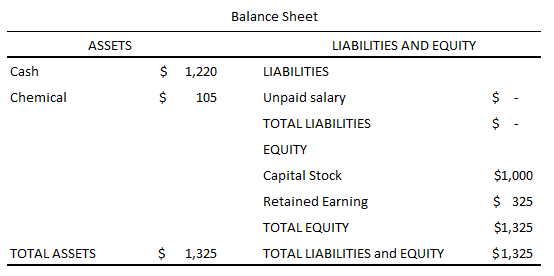 Balance Sheet
ASSETS LIABILITIES AND EQUITY
Cash $ 1,220 LIABILITIES
Chemical $ 105 Unpaid salary $ -
TOTAL LIABILITIES $ -
EQUITY
Capital Stock $1,000
Retained Earning $ 325
TOTAL EQUITY $1,325
TOTAL ASSETS $ 1,325 TOTAL LIABILITIES and EQUITY $1,325